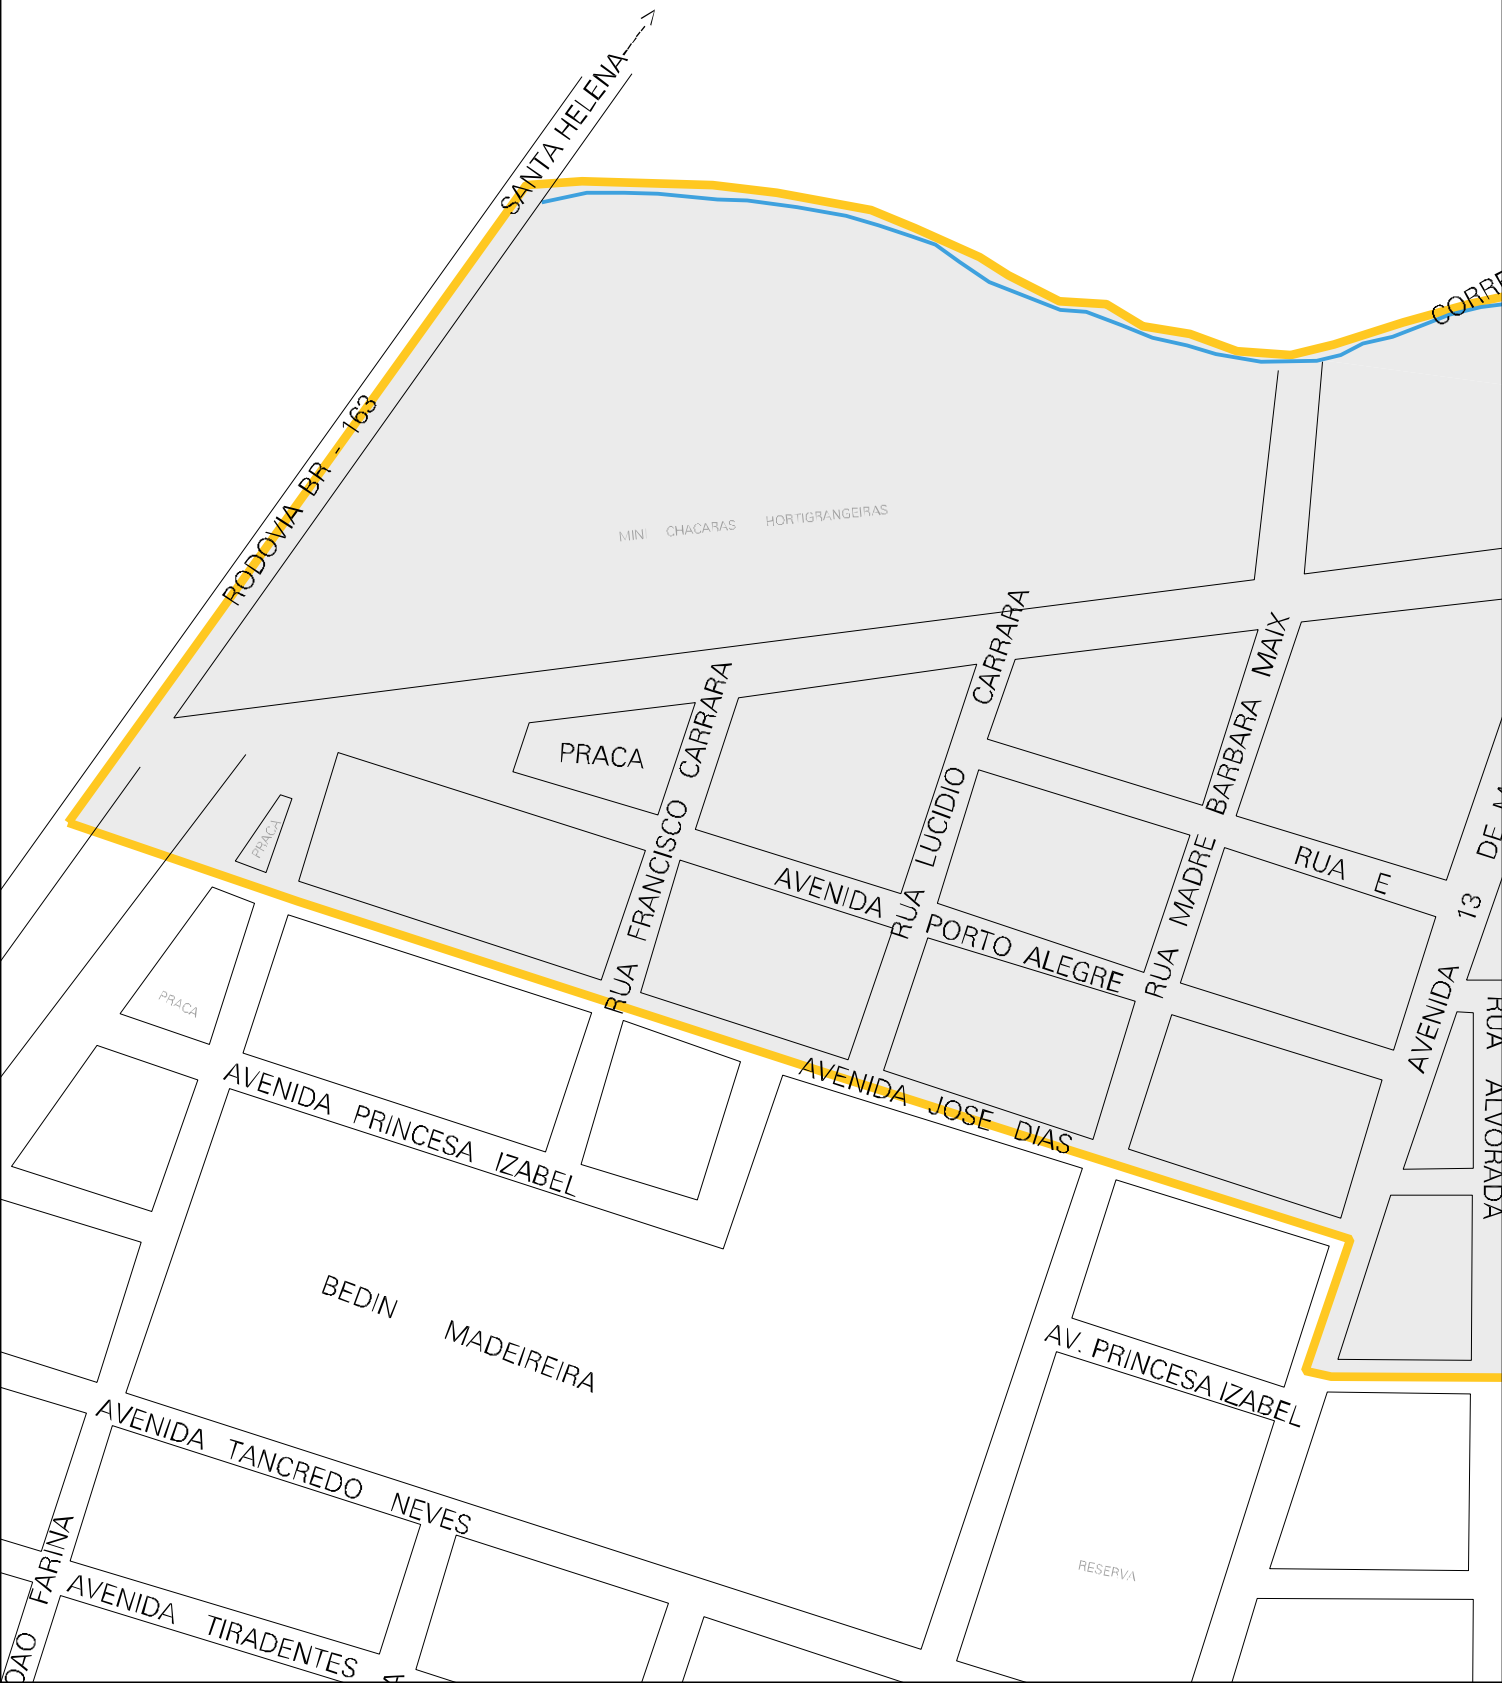 SANTA HELENA
CORRE
RODOVIA BR - 163
MINI CHACARAS HORTIGRANGEIRAS
RUA LUCIDIO CARRARA
RUA MADRE BARBARA MAIX
RUA FRANCISCO CARRARA
PRACA
PRACA
RUA E
AVENIDA PORTO ALEGRE
AVENIDA 13 DE
PRACA
RUA ALVORADA
AVENIDA JOSE DIAS
AVENIDA PRINCESA IZABEL
BEDIN MADEIREIRA
AV. PRINCESA IZABEL
AVENIDA TANCREDO NEVES
RESERVA
OAO FARINA
AVENIDA TIRADENTES
A